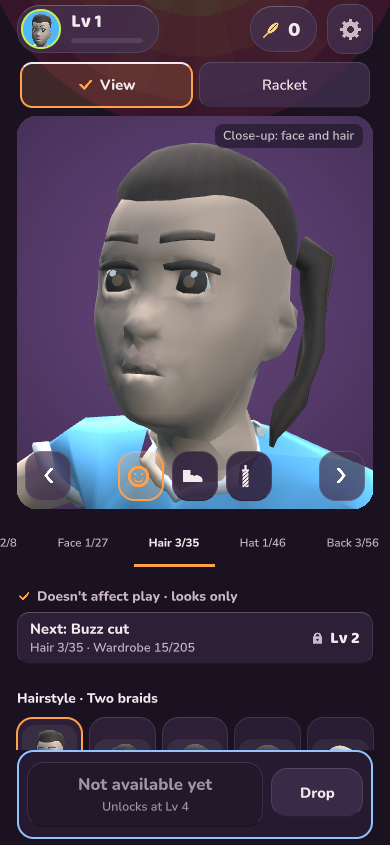 Lv 1
0
View
Racket
Close-up: face and hair
2/8
Face 1/27
Hair 3/35
Hat 1/46
Back 3/56
Doesn't affect play · looks only
Next: Buzz cut
Hair 3/35 · Wardrobe 15/205
Lv 2
Hairstyle · Two braids
Not available yet
Unlocks at Lv 4
Drop